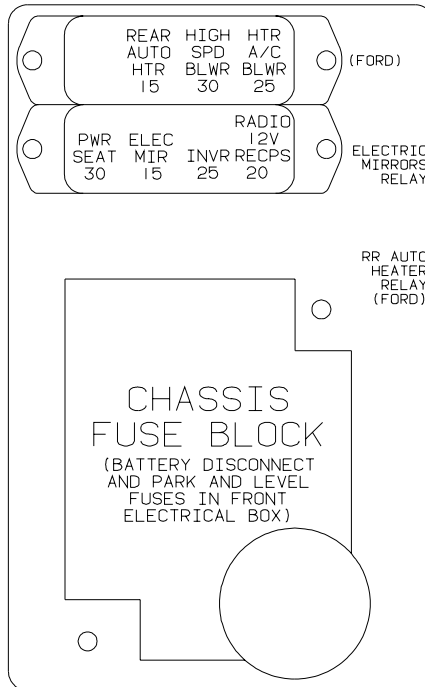 REAR HIGH HTR
AUTO SPD A/C
HTR BLWR BLWR
15 30 25
(FORD)
RADIO
12V
PWR ELEC
SEAT MIR INVR RECPS
30 15 25 20
ELECTRIC
MIRRORS
RELAY
RR AUTO
HEATER
RELAY
(FORD)
CHASSIS
FUSE BLOCK
(BATTERY DISCONNECT
AND PARK AND LEVEL
FUSES IN FRONT
ELECTRICAL BOX)